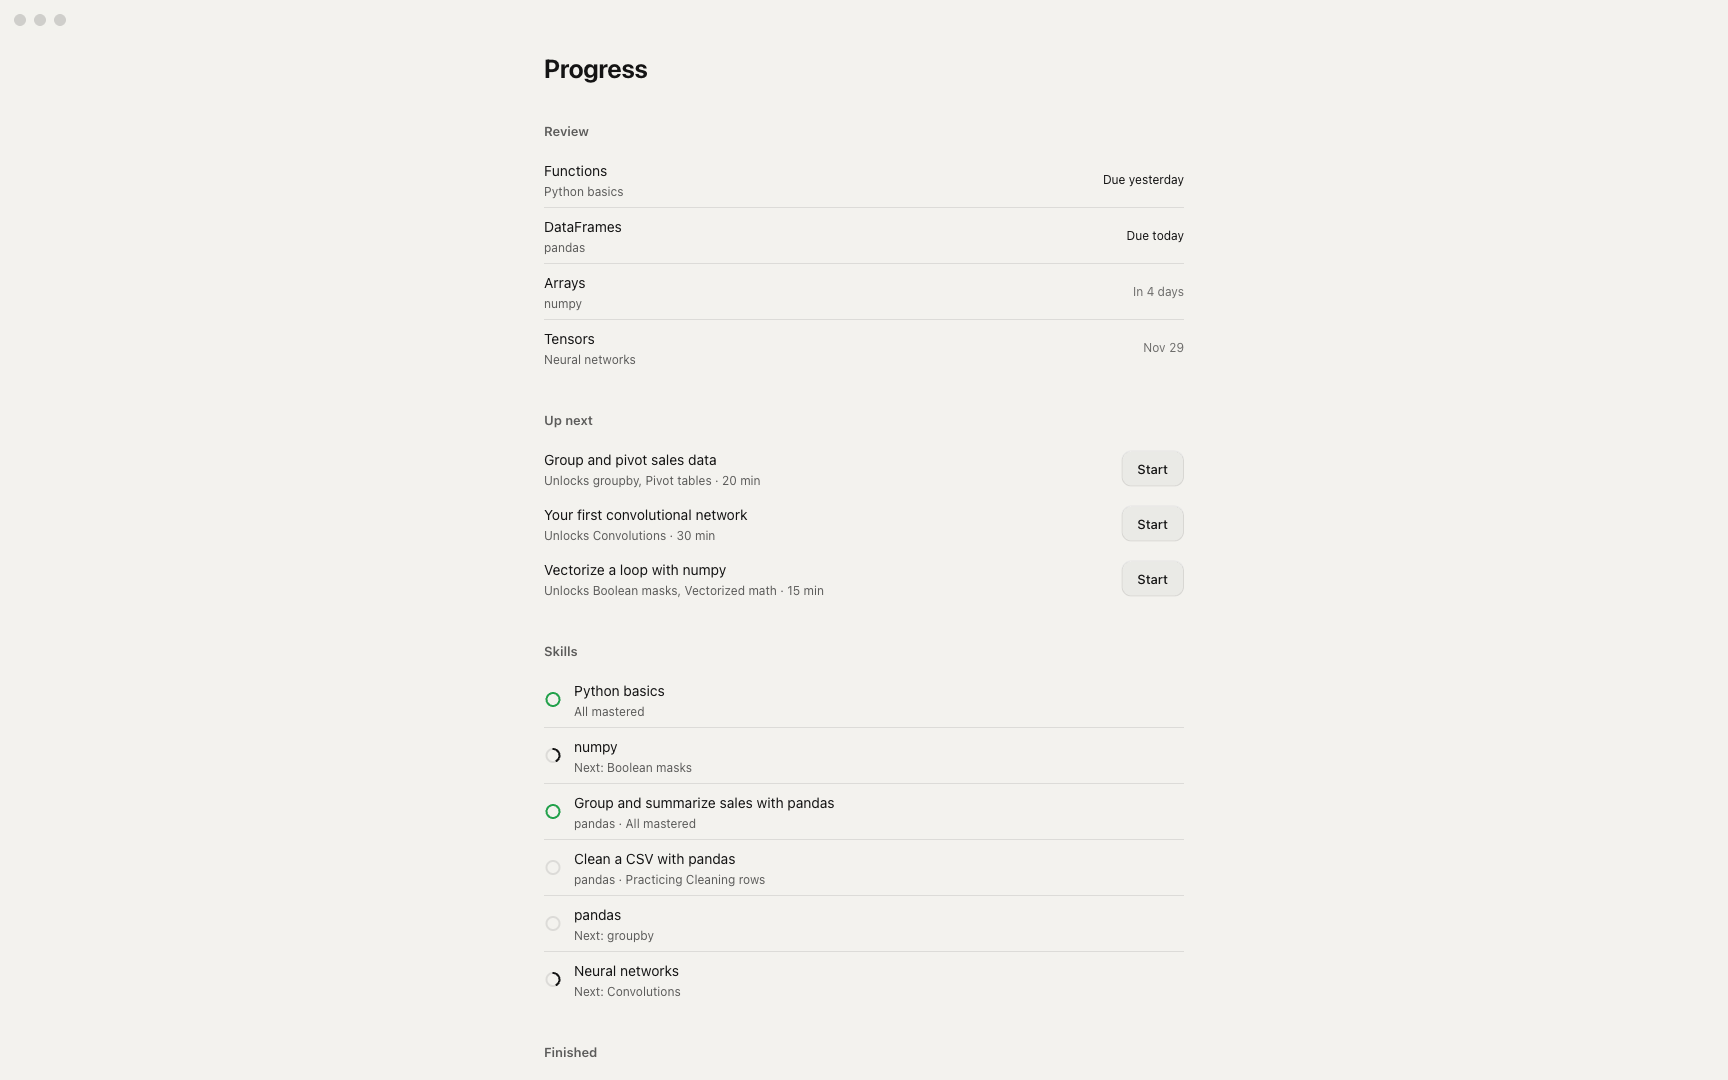 Progress
Review
Functions
Python basics
Due yesterday
DataFrames
pandas
Due today
Arrays
numpy
In 4 days
Tensors
Neural networks
Nov 29
Up next
Group and pivot sales data
Unlocks groupby, Pivot tables · 20 min
Start
Your first convolutional network
Unlocks Convolutions · 30 min
Start
Vectorize a loop with numpy
Unlocks Boolean masks, Vectorized math · 15 min
Start
Skills
Python basics
All mastered
numpy
Next: Boolean masks
Group and summarize sales with pandas
pandas · All mastered
Clean a CSV with pandas
pandas · Practicing Cleaning rows
pandas
Next: groupby
Neural networks
Next: Convolutions
Finished